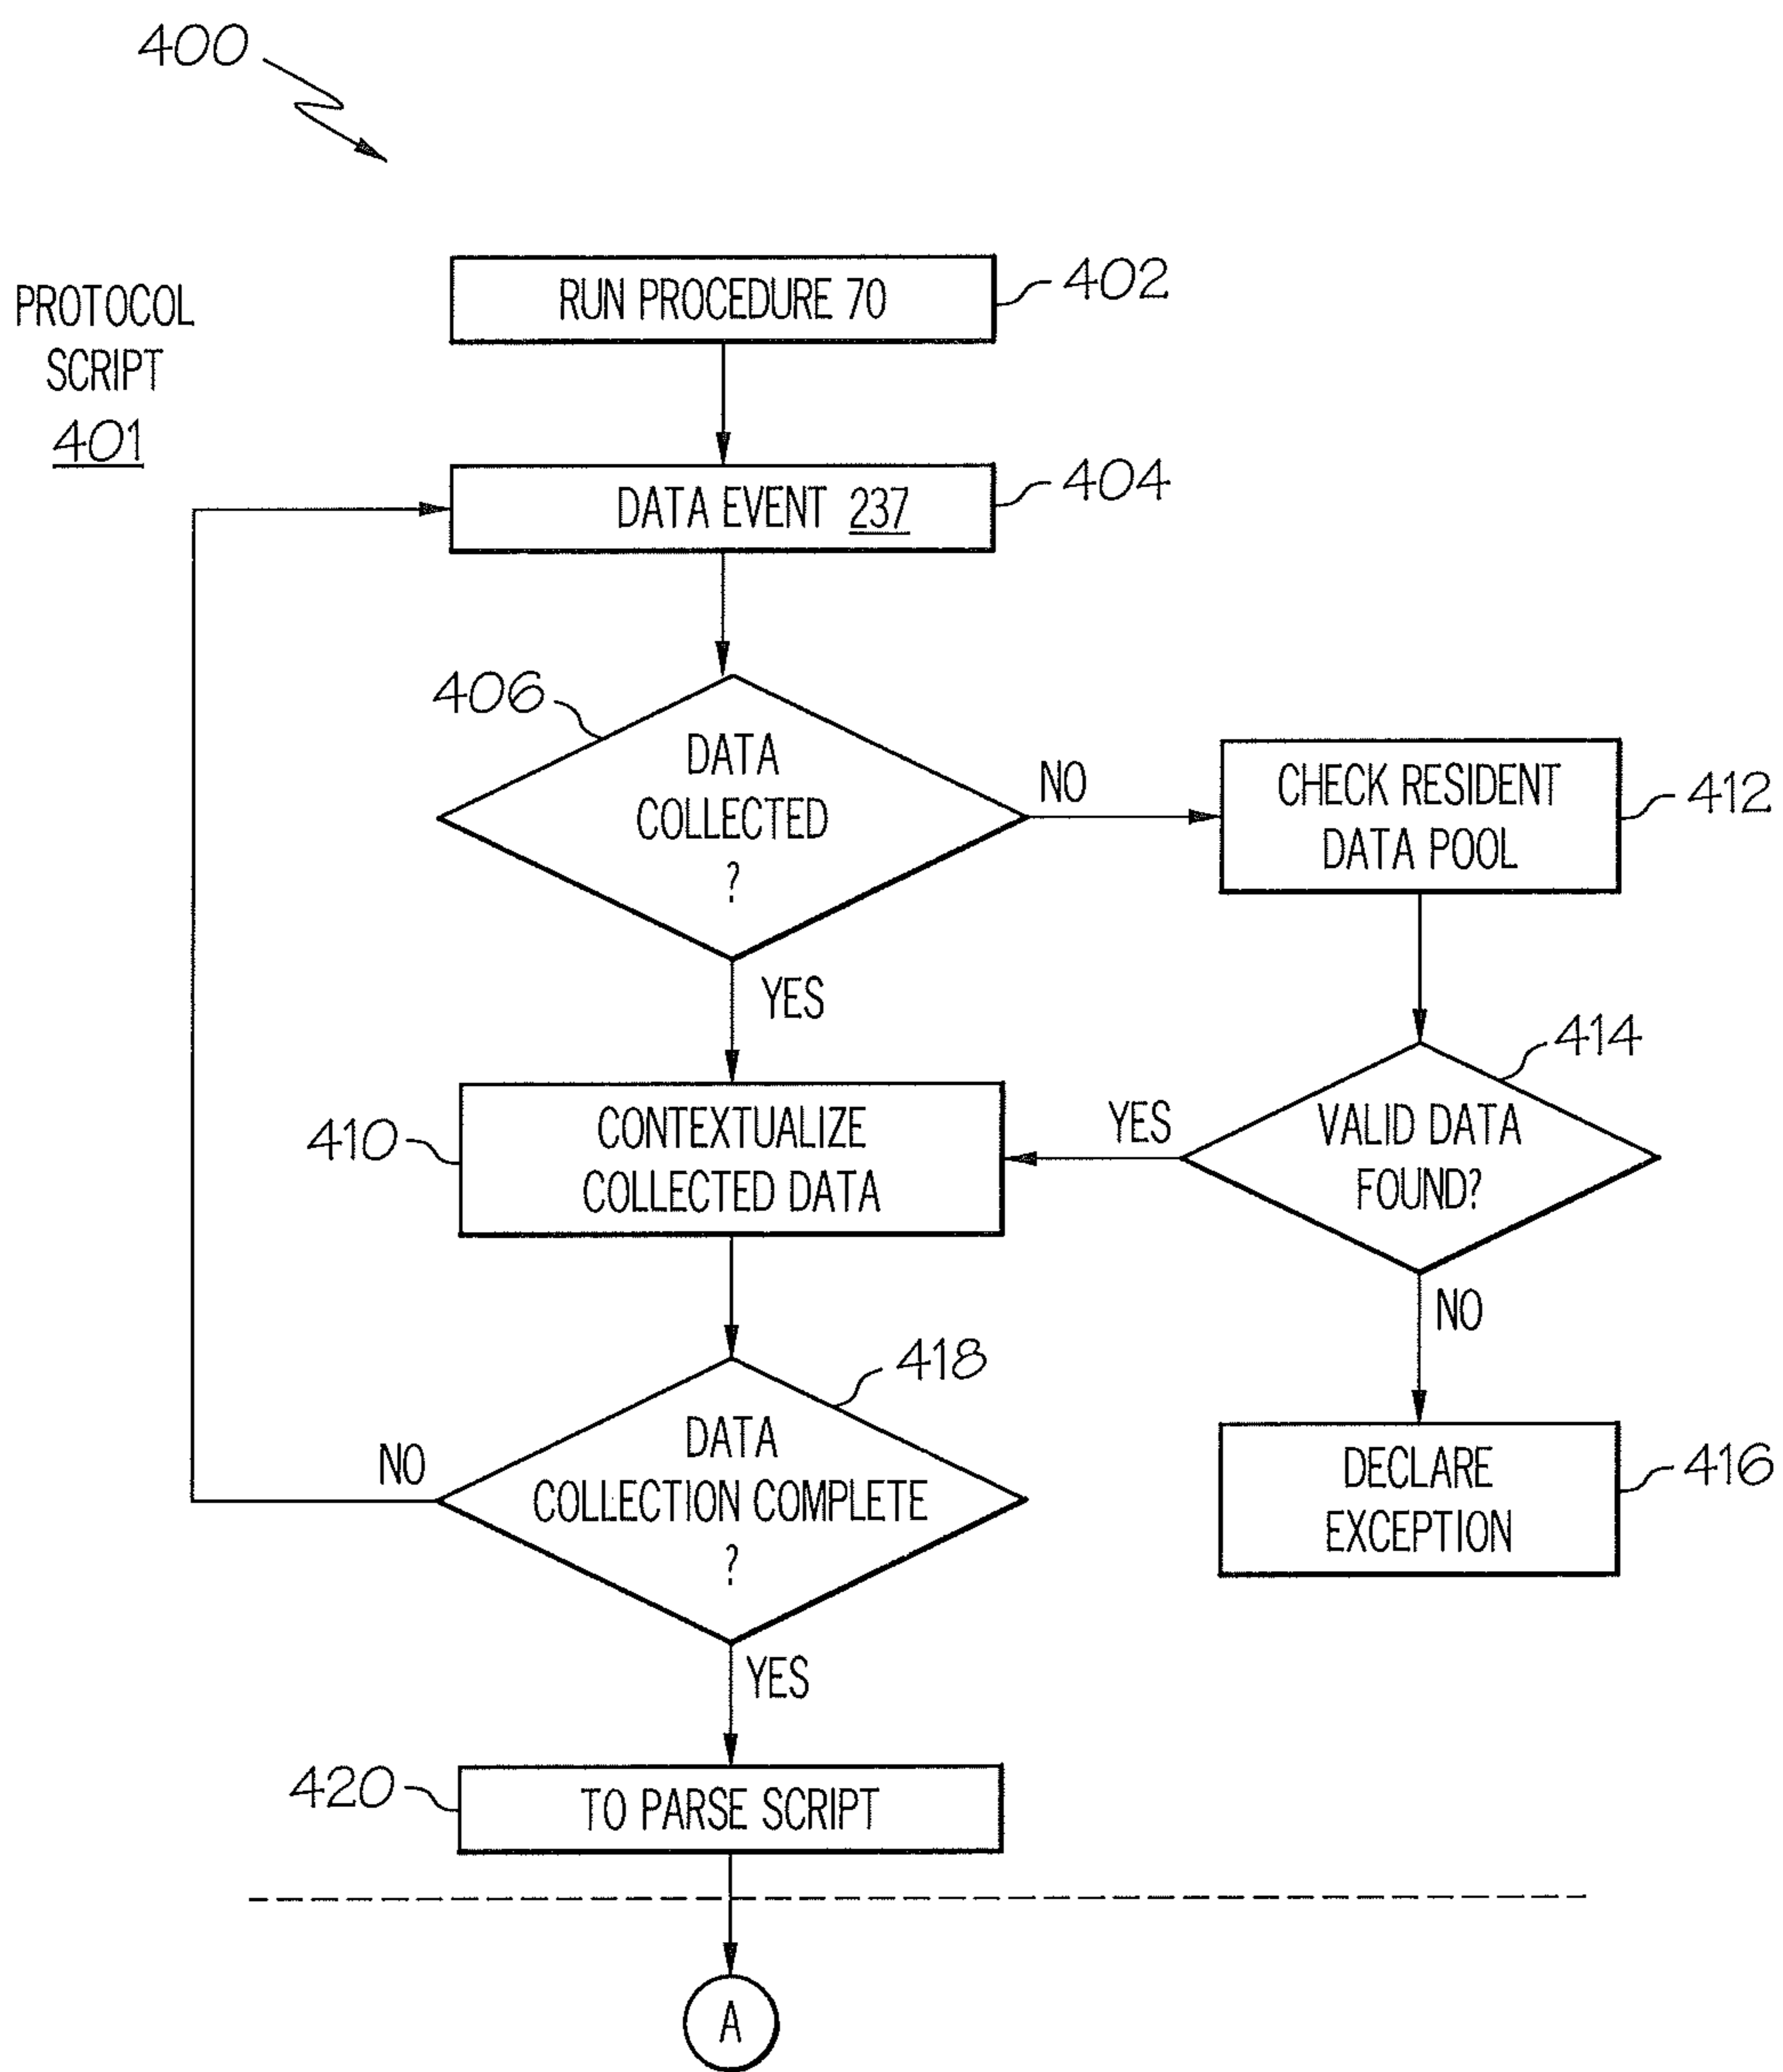 400
PROTOCOL
SCRIPT
401
RUN PROCEDURE 70
402
DATA EVENT 237
404
406
DATA
COLLECTED
?
NO
YES
CHECK RESIDENT
DATA POOL
412
410
CONTEXTUALIZE
COLLECTED DATA
YES
414
VALID DATA
FOUND?
NO
418
DATA
COLLECTION COMPLETE
?
NO
YES
DECLARE
EXCEPTION
416
420
TO PARSE SCRIPT
A